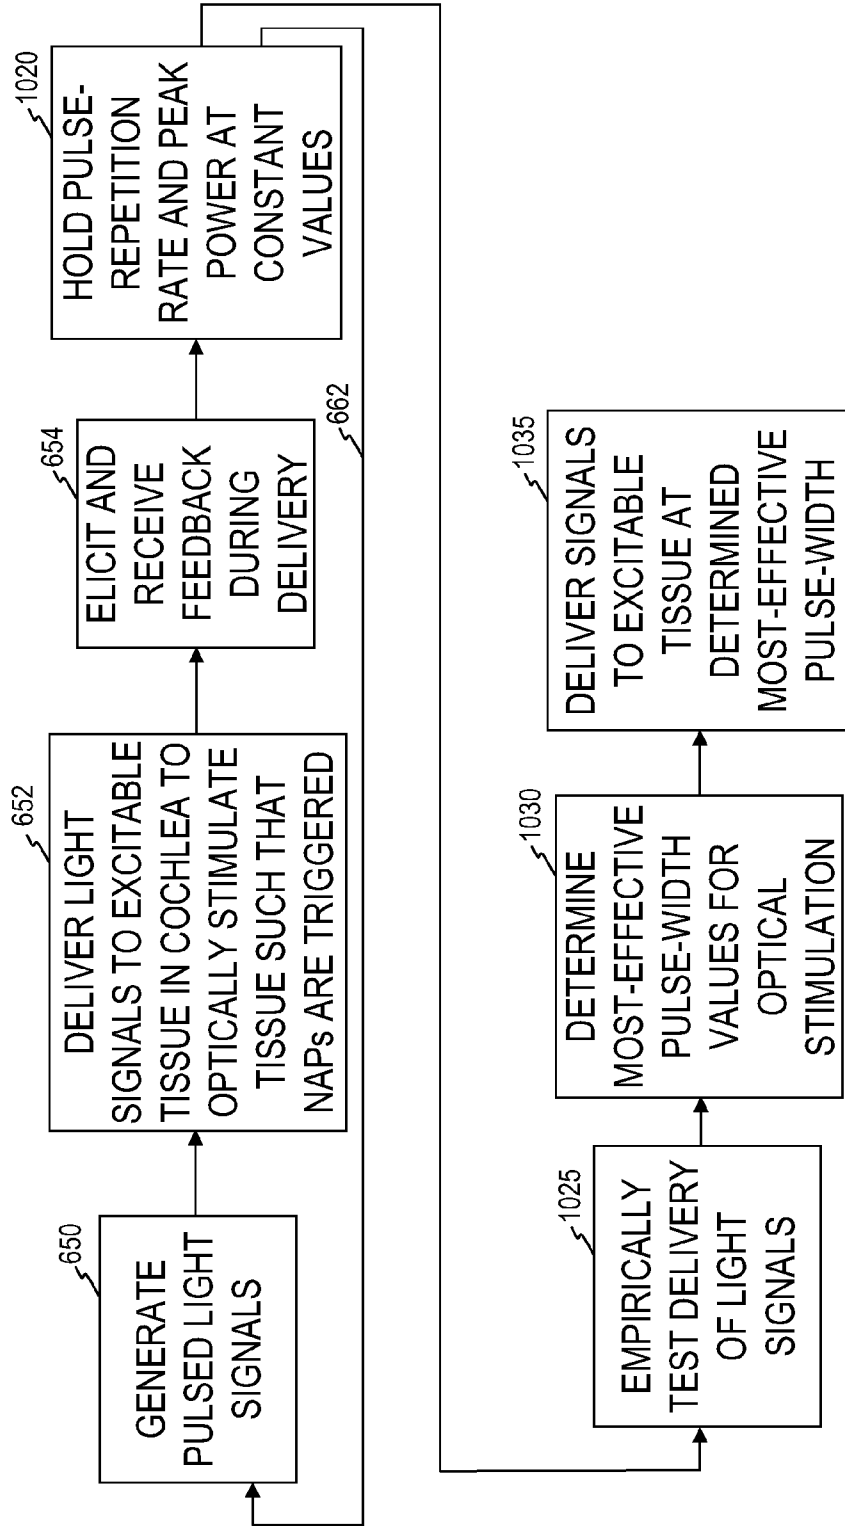 650
GENERATE
PULSED LIGHT
SIGNALS
652
DELIVER LIGHT
SIGNALS TO EXCITABLE
TISSUE IN COCHLEA TO
OPTICALLY STIMULATE
TISSUE SUCH THAT
NAPs ARE TRIGGERED
654
ELICIT AND
RECEIVE
FEEDBACK
DURING
DELIVERY
1020
HOLD PULSE-
REPETITION
RATE AND PEAK
POWER AT
CONSTANT
VALUES
662
1025
EMPIRICALLY
TEST DELIVERY
OF LIGHT
SIGNALS
1030
DETERMINE
MOST-EFFECTIVE
PULSE-WIDTH
VALUES FOR
OPTICAL
STIMULATION
1035
DELIVER SIGNALS
TO EXCITABLE
TISSUE AT
DETERMINED
MOST-EFFECTIVE
PULSE-WIDTH